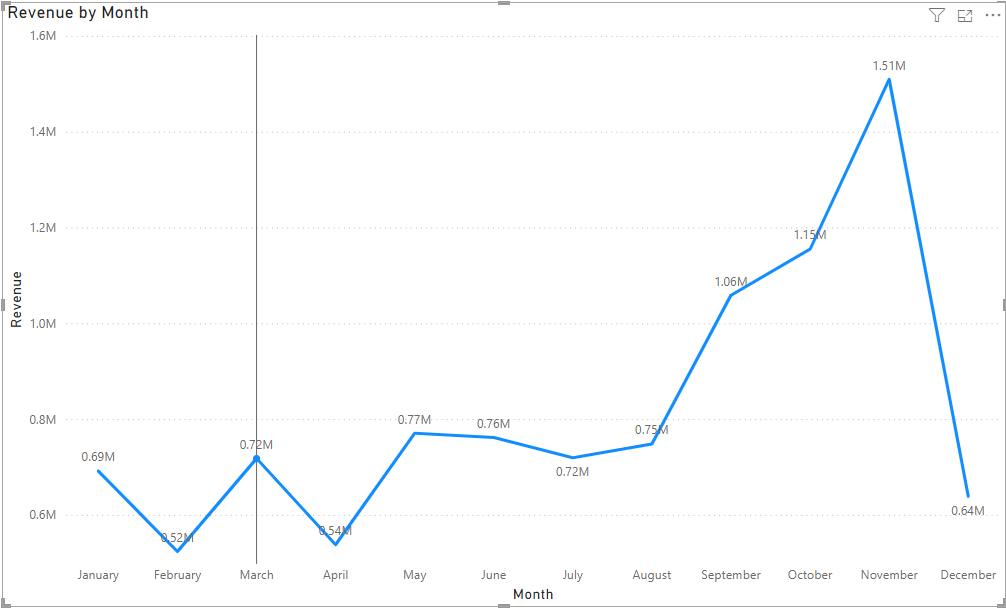 Revenue by Month
1.6M
1.4M
1.2M
1.0M
0.8M
0.6M
Revenue
0.69M
0.52M
0.72M
0.54M
0.77M
0.76M
0.72M
0.75M
1.06M
1.15M
1.51M
0.64M
January February March April May June July August September October November December
Month